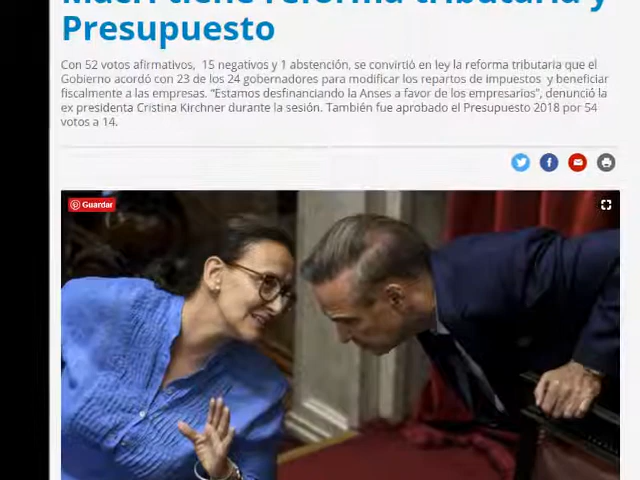 Macri tiene reforma tributaria y
Presupuesto
Con 52 votos afirmativos, 15 negativos y 1 abstención, se convirtió en ley la reforma tributaria que el
Gobierno acordó con 23 de los 24 gobernadores para modificar los repartos de impuestos y beneficiar
fiscalmente a las empresas. “Estamos desfinanciando la Anses a favor de los empresarios”, denunció la
ex presidenta Cristina Kirchner durante la sesión. También fue aprobado el Presupuesto 2018 por 54
votos a 14.
Guardar